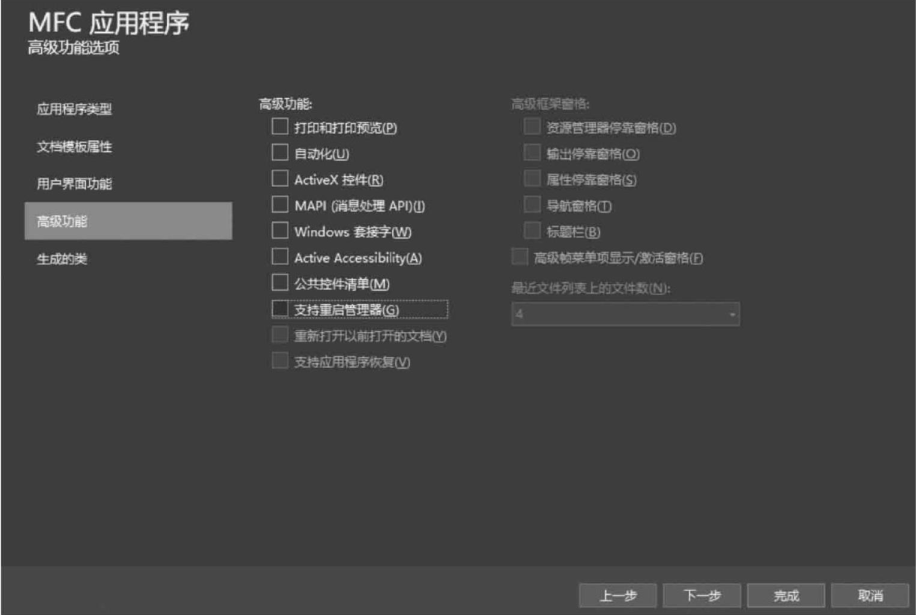 MFC 应用程序
高级功能选项
应用程序类型
文档模板属性
用户界面功能
高级功能
生成的类
高级功能:
打印和打印预览(P)
自动化(U)
ActiveX 控件(R)
MAPI (消息处理 API)(I)
Windows 套接字(W)
Active Accessibility(A)
公共控件清单(M)
支持重启管理器(G)
重新打开以前打开的文档(Y)
支持应用程序恢复(V)
高级框架窗格:
资源管理器停靠窗格(D)
输出停靠窗格(O)
属性停靠窗格(S)
导航窗格(T)
标题栏(B)
高级帧菜单项显示/激活窗格(F)
最近文件列表上的文件数(N):
4
上一步
下一步
完成
取消